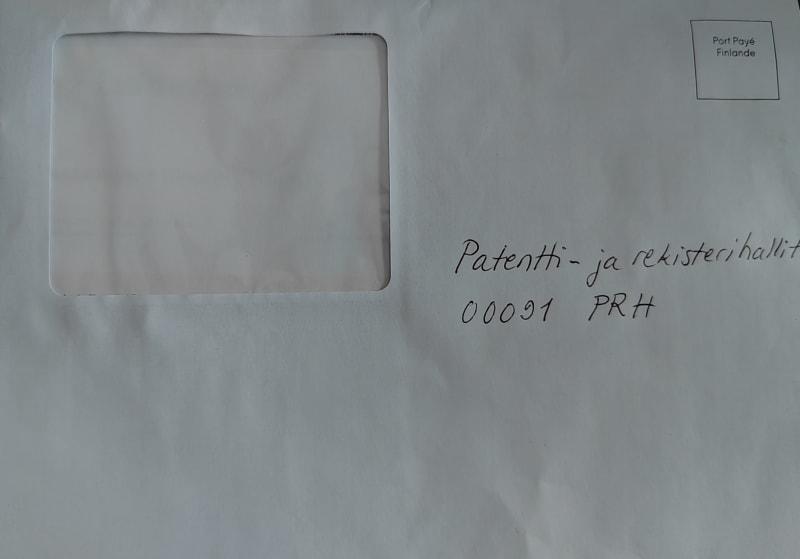 Port Payé
Finlande
Patentti- ja rekisterihallit
00091 PRH